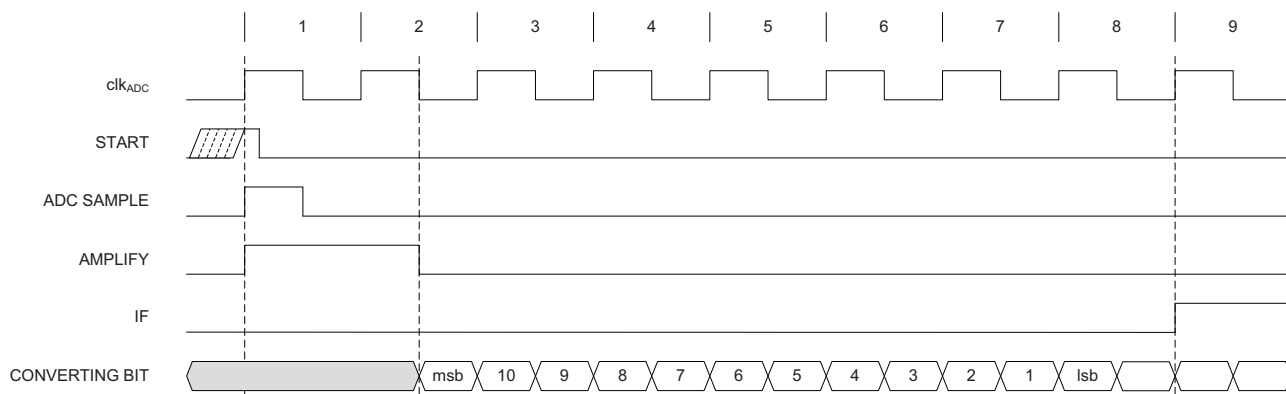 1 2 3 4 5 6 7 8 9
clkADC
START
ADC SAMPLE
AMPLIFY
IF
CONVERTING BIT msb 10 9 8 7 6 5 4 3 2 1 lsb